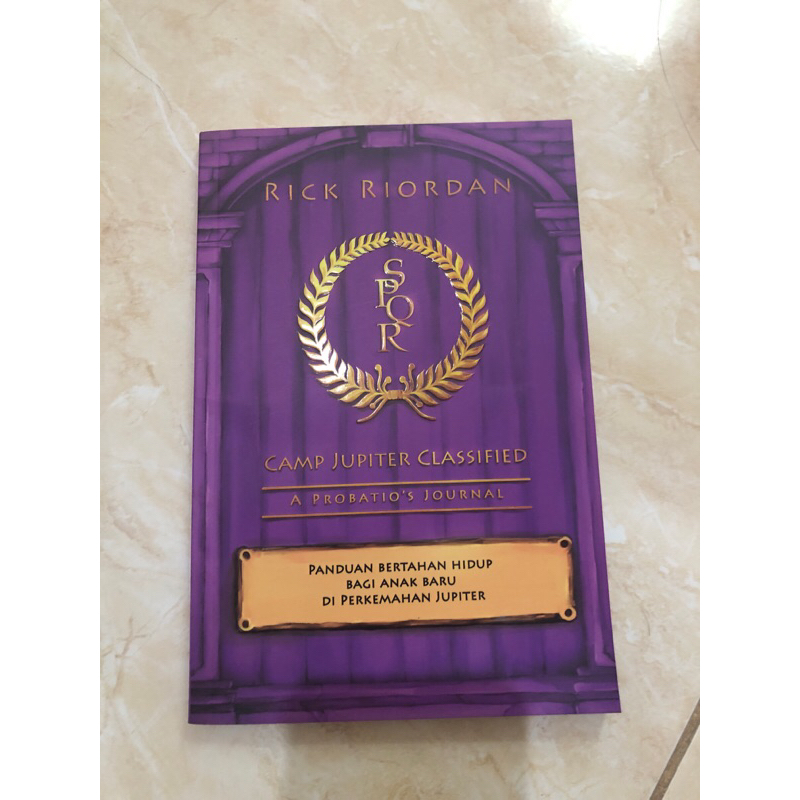 RICK RIORDAN
SPQR
CAMP JUPITER CLASSIFIED
A PROBATIO'S JOURNAL
PANDUAN BERTAHAN HIDUP
BAGI ANAK BARU
DI PERKEMAHAN JUPITER